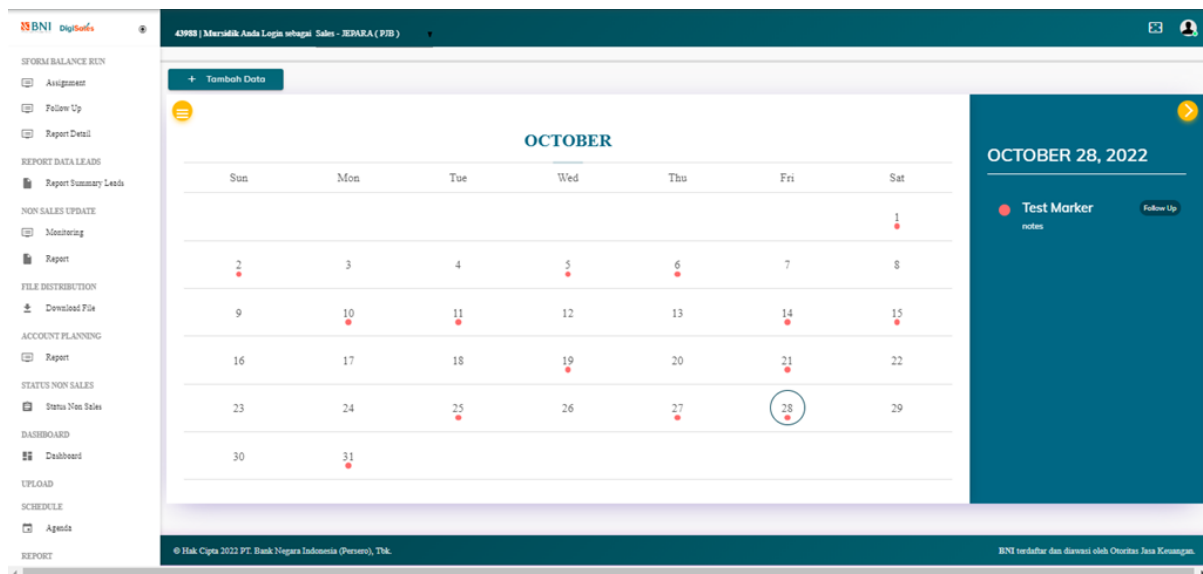 BNI DigiSales
43988 | Mursidik Anda Login sebagai Sales - JEPARA ( PJB )
SFORM BALANCE RUN
Assignment
Follow Up
Report Detail
REPORT DATA LEADS
Report Summary Leads
NON SALES UPDATE
Monitoring
Report
FILE DISTRIBUTION
Download File
ACCOUNT PLANNING
Report
STATUS NON SALES
Status Non Sales
DASHBOARD
Dashboard
UPLOAD
SCHEDULE
Agenda
REPORT
+ Tambah Data
OCTOBER
Sun Mon Tue Wed Thu Fri Sat
1
2 3 4 5 6 7 8
9 10 11 12 13 14 15
16 17 18 19 20 21 22
23 24 25 26 27 28 29
30 31
OCTOBER 28, 2022
Test Marker Follow Up
notes
© Hak Cipta 2022 PT. Bank Negara Indonesia (Persero), Tbk.
BNI terdaftar dan diawasi oleh Otoritas Jasa Keuangan.